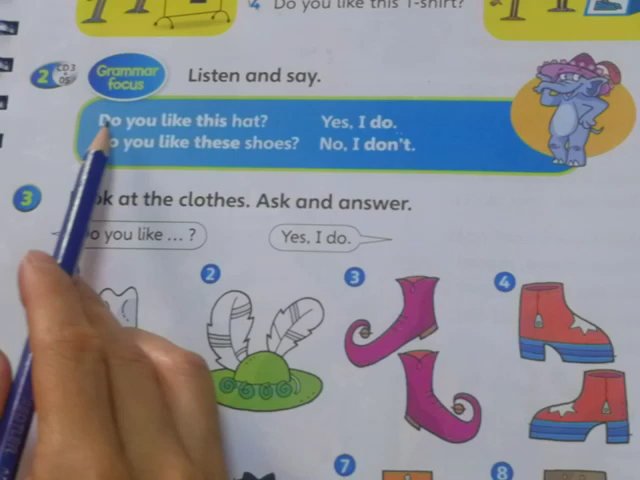 4 Do you like this T-shirt?
2 CD3 Grammar focus Listen and say.
Do you like this hat? Yes, I do.
you like these shoes? No, I don't.
3 at the clothes. Ask and answer.
you like ... ? Yes, I do.
2 3 4
7 8